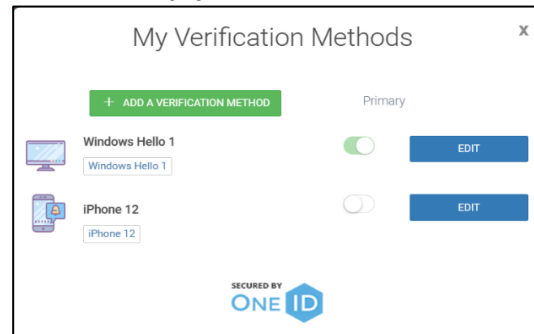 My Verification Methods
x
+ ADD A VERIFICATION METHOD
Primary
Windows Hello 1
Windows Hello 1
EDIT
iPhone 12
iPhone 12
EDIT
SECURED BY
ONE ID